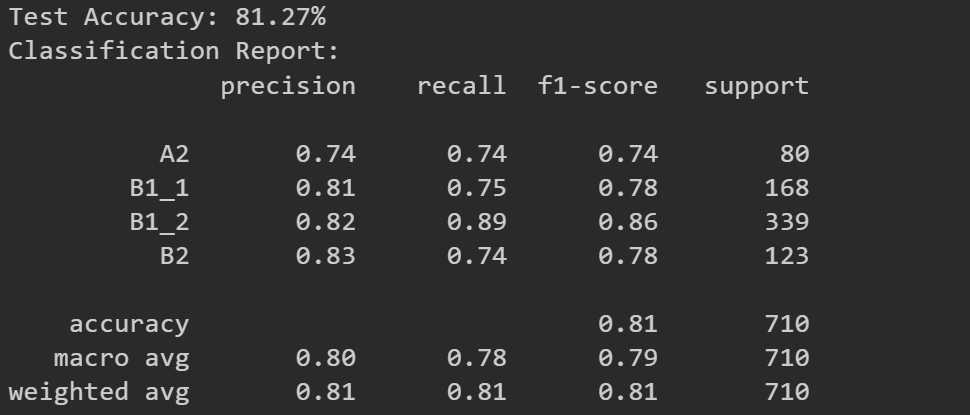 Test Accuracy: 81.27%
Classification Report:
precision recall f1-score support
A2 0.74 0.74 0.74 80
B1_1 0.81 0.75 0.78 168
B1_2 0.82 0.89 0.86 339
B2 0.83 0.74 0.78 123
accuracy 0.81 710
macro avg 0.80 0.78 0.79 710
weighted avg 0.81 0.81 0.81 710